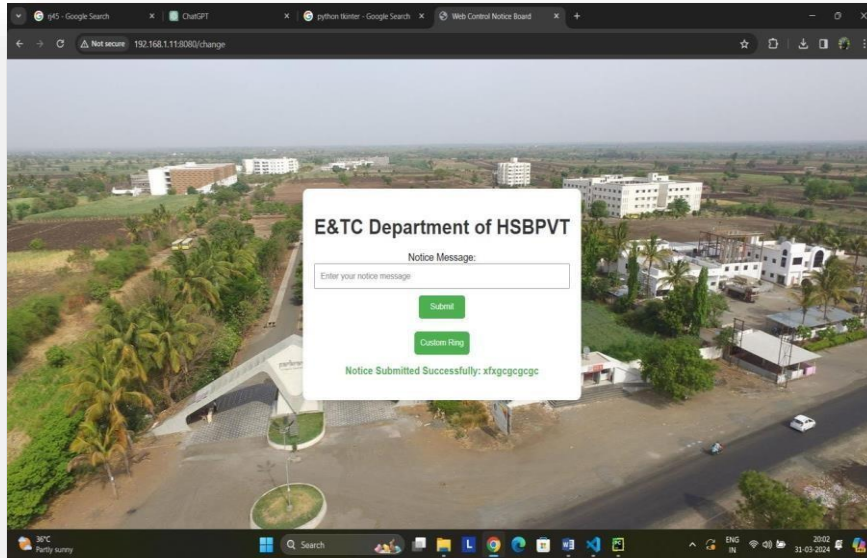 rj45 - Google Search
ChatGPT
python tkinter - Google Search
Web Control Notice Board
Not secure 192.168.1.11:8080/change
E&TC Department of HSBPVT
Notice Message:
Enter your notice message
Submit
Custom Ring
Notice Submitted Successfully: xfxgcgcgcgc
36°C
Partly sunny
Search
ENG
IN
20:02
31-03-2024